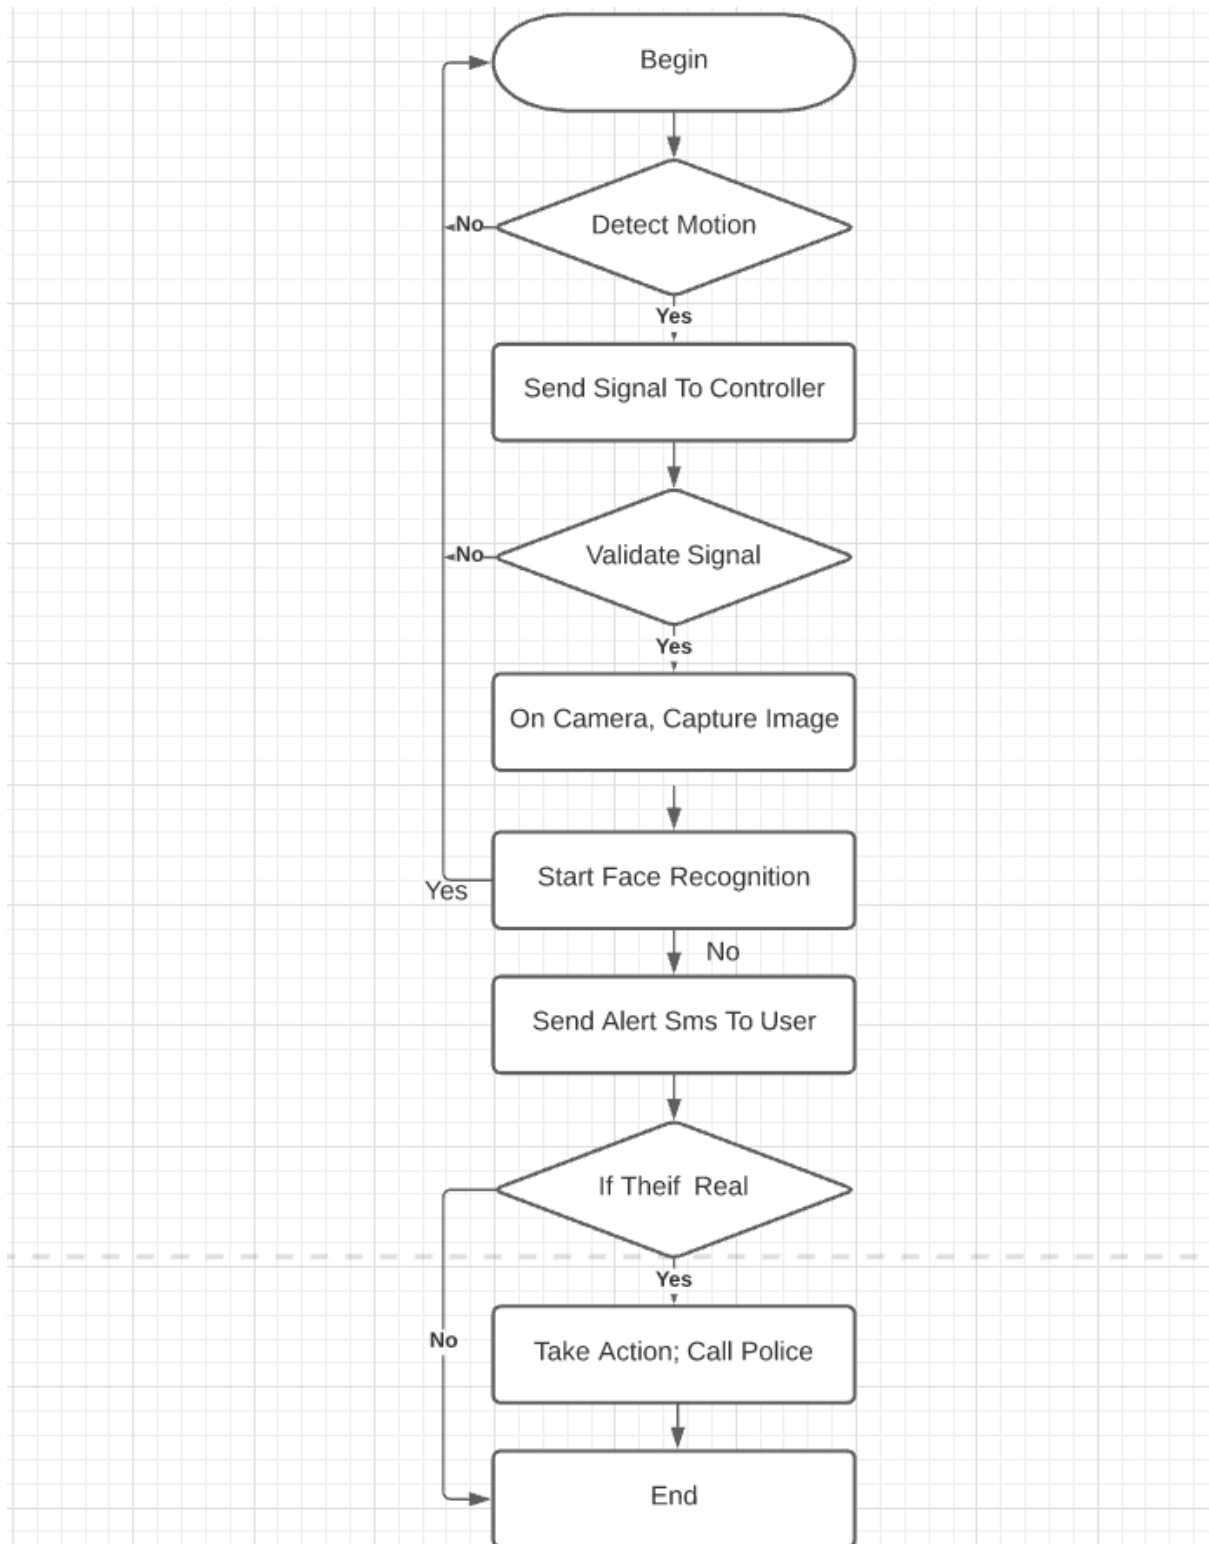 Begin
Detect Motion
No
Yes
Send Signal To Controller
Validate Signal
No
Yes
On Camera, Capture Image
Start Face Recognition
Yes
No
Send Alert Sms To User
If Theif  Real
Yes
No
Take Action; Call Police
End